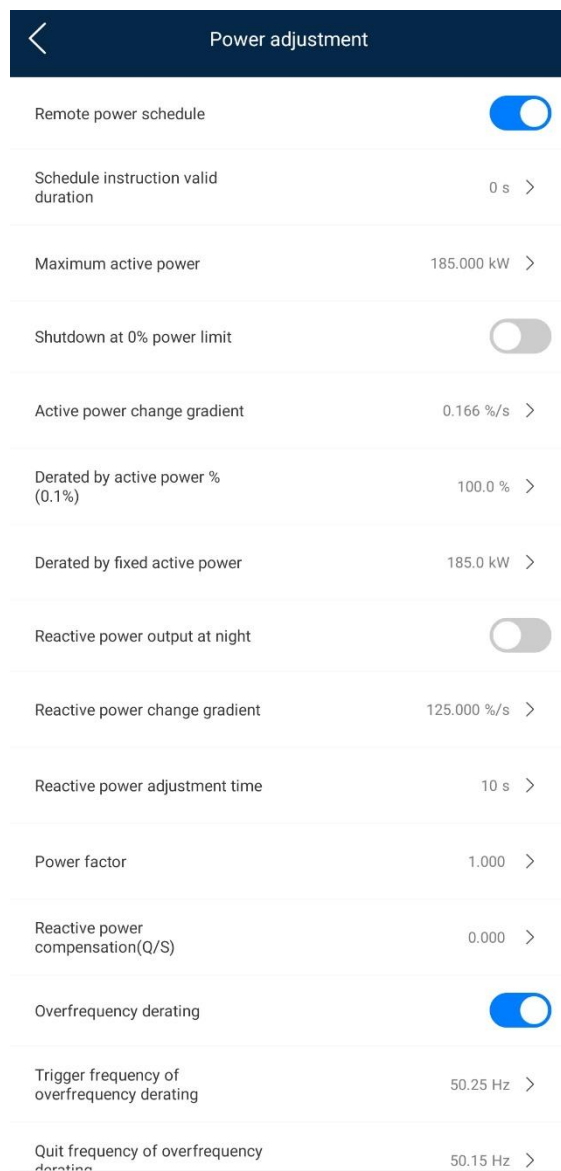 Power adjustment
Remote power schedule
Schedule instruction valid
duration
0 s
Maximum active power
185.000 kW
Shutdown at 0% power limit
Active power change gradient
0.166 %/s
Derated by active power %
(0.1%)
100.0 %
Derated by fixed active power
185.0 kW
Reactive power output at night
Reactive power change gradient
125.000 %/s
Reactive power adjustment time
10 s
Power factor
1.000
Reactive power
compensation(Q/S)
0.000
Overfrequency derating
Trigger frequency of
overfrequency derating
50.25 Hz
Quit frequency of overfrequency
derating
50.15 Hz